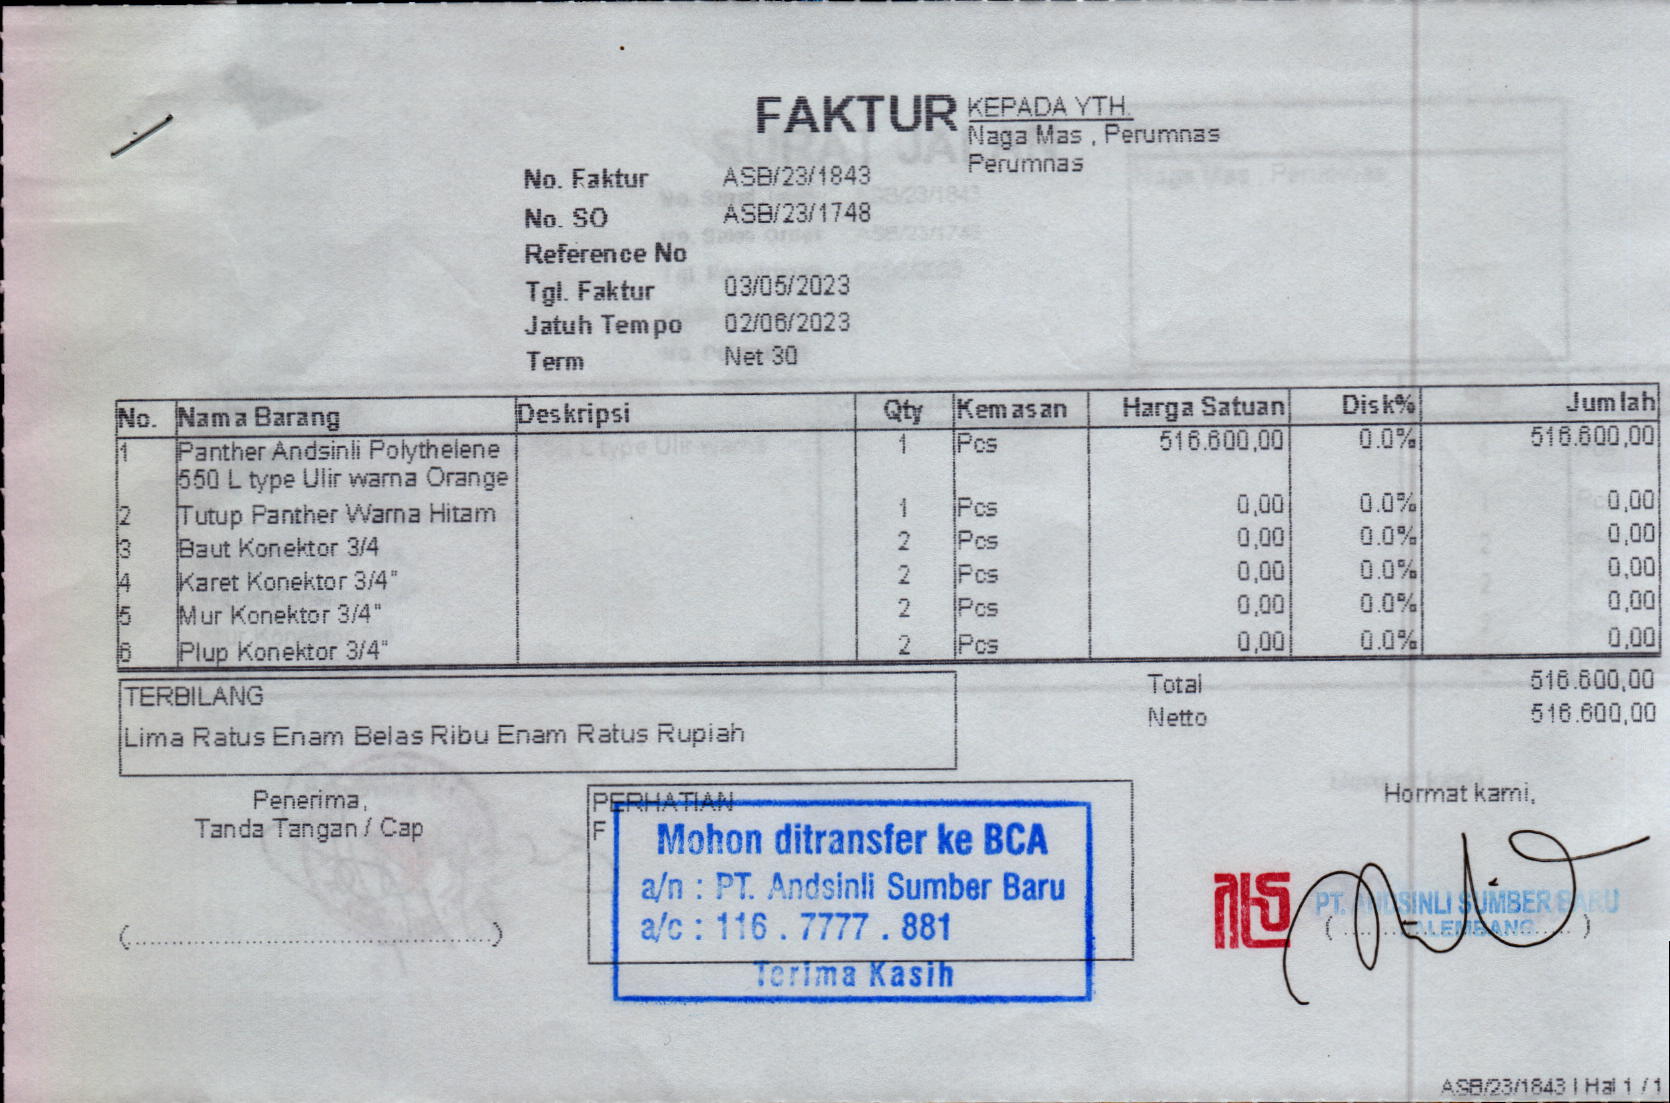 FAKTUR
KEPADA YTH.
Naga Mas , Perumnas
Perumnas
No. Faktur ASB/23/1843
No. SO ASB/23/1748
Reference No
Tgl. Faktur 03/05/2023
Jatuh Tempo 02/06/2023
Term Net 30
No. Nama Barang Deskripsi Qty Kemasan Harga Satuan Disk% Jumlah
1 Panther Andsinli Polythelene 1 Pcs 516.600,00 0.0% 516.600,00
550 L type Ulir warna Orange
2 Tutup Panther Warna Hitam 1 Pcs 0,00 0.0% 0,00
3 Baut Konektor 3/4 2 Pcs 0,00 0.0% 0,00
4 Karet Konektor 3/4" 2 Pcs 0,00 0.0% 0,00
5 Mur Konektor 3/4" 2 Pcs 0,00 0.0% 0,00
6 Plup Konektor 3/4" 2 Pcs 0,00 0.0% 0,00
Total 516.600,00
Netto 516.600,00
TERBILANG
Lima Ratus Enam Belas Ribu Enam Ratus Rupiah
Penerima,
Tanda Tangan / Cap
(................................................)
PERHATIAN
F
Mohon ditransfer ke BCA
a/n : PT. Andsinli Sumber Baru
a/c : 116 . 7777 . 881
Terima Kasih
Hormat kami,
PT. ANDSINLI SUMBER BARU
PALEMBANG
ASB/23/1843 | Hal 1 / 1